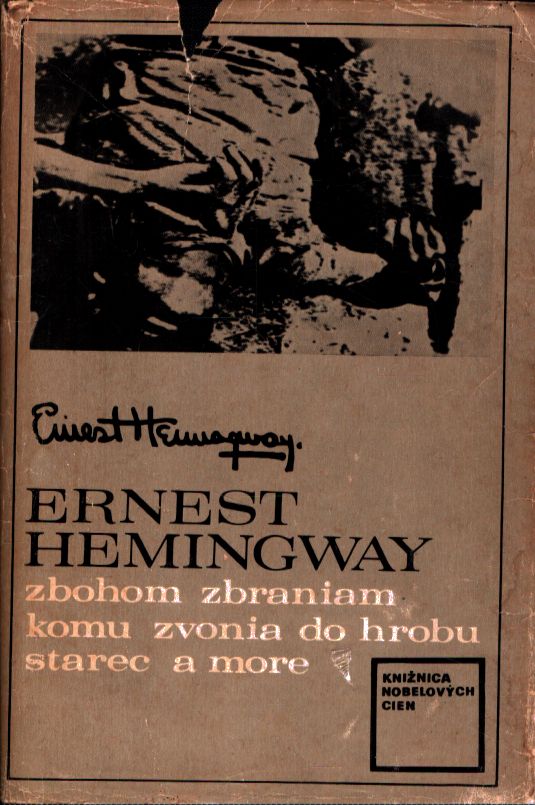 Ernest Hemingway.
ERNEST
HEMINGWAY
zbohom zbraniam
komu zvonia do hrobu
starec a more
KNIŽNICA
NOBELOVÝCH
CIEN